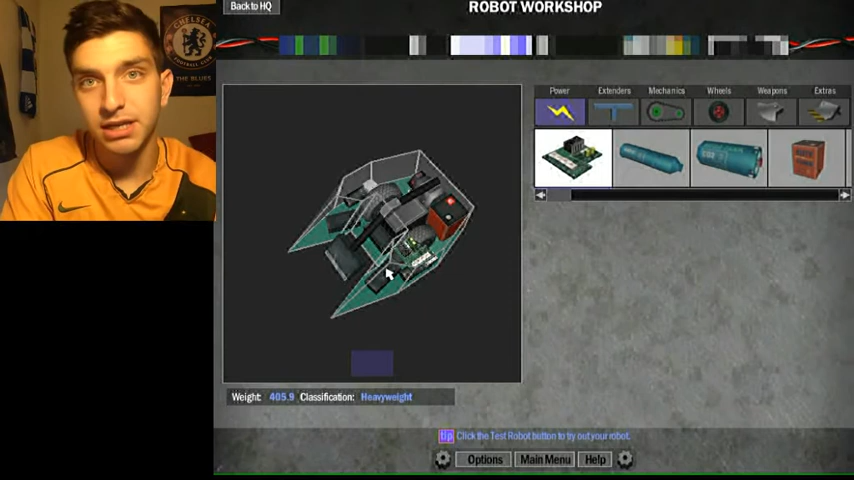 Back to HQ
ROBOT WORKSHOP
CHELSEA
THE BLUES
Power Extenders Mechanics Wheels Weapons Extras
Weight: 405.9 Classification: Heavyweight
tip Click the Test Robot button to try out your robot.
Options Main Menu Help